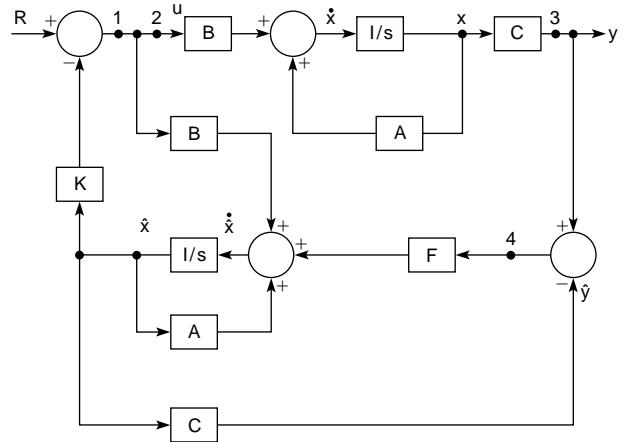 R + − 1 2 u B + + ẋ I/s x C 3 y
B A
K
x̂ I/s x̂̇ + + + F 4 + − ŷ
A
C